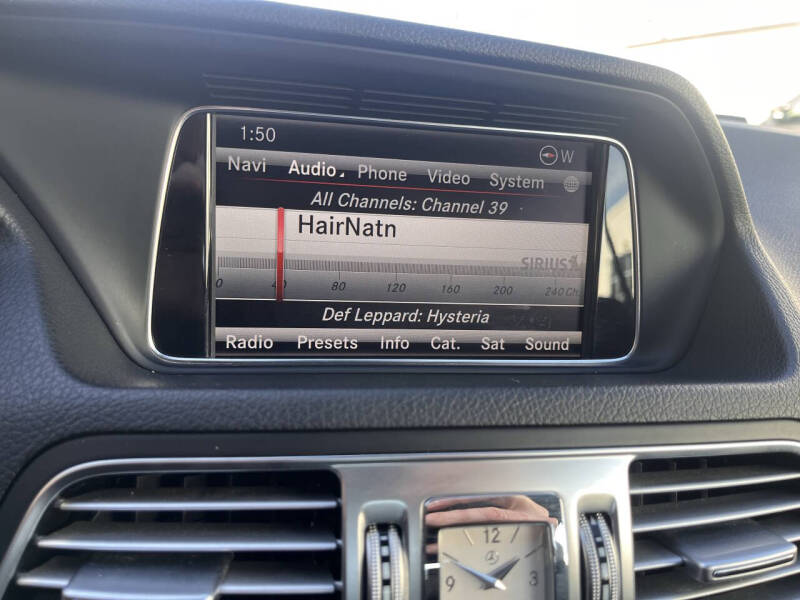 1:50
W
Navi Audio Phone Video System
All Channels: Channel 39
HairNatn
SIRIUS
0 40 80 120 160 200 240 Ch.
Def Leppard: Hysteria
Radio Presets Info Cat. Sat Sound
12
9 3